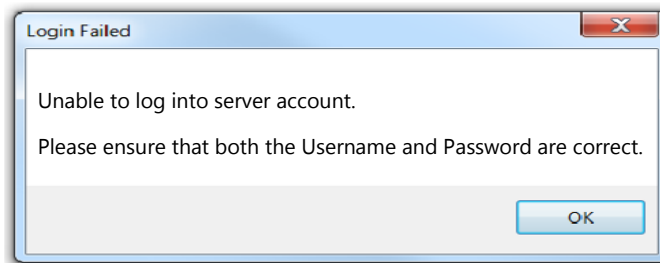 Login Failed
Unable to log into server account.
Please ensure that both the Username and Password are correct.
OK